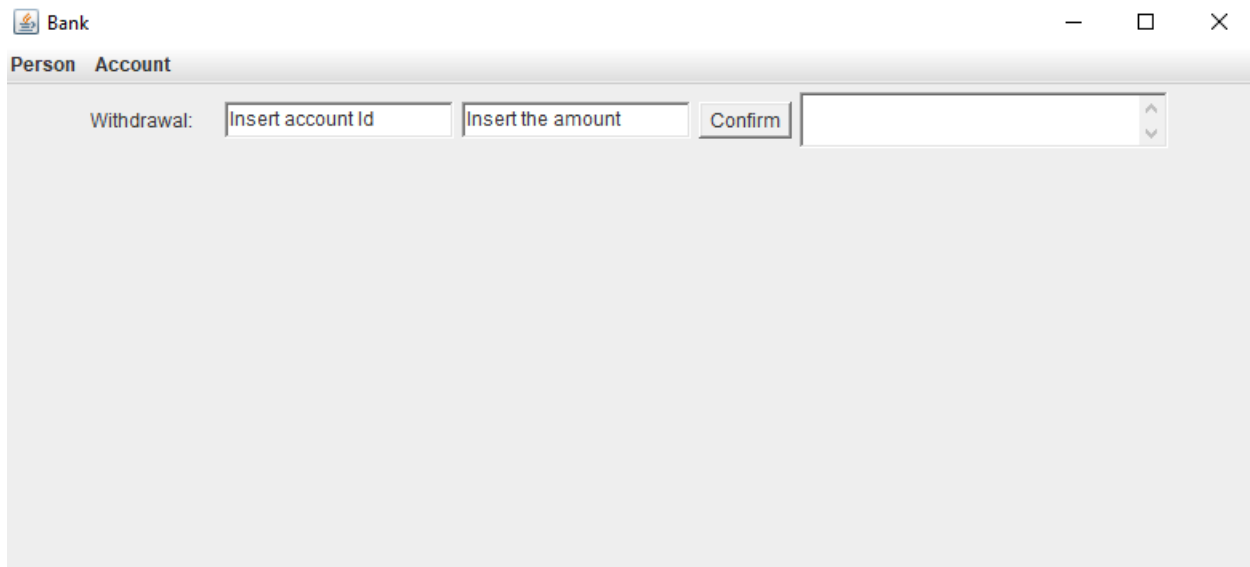 Bank
Person Account
Withdrawal: Insert account Id Insert the amount Confirm